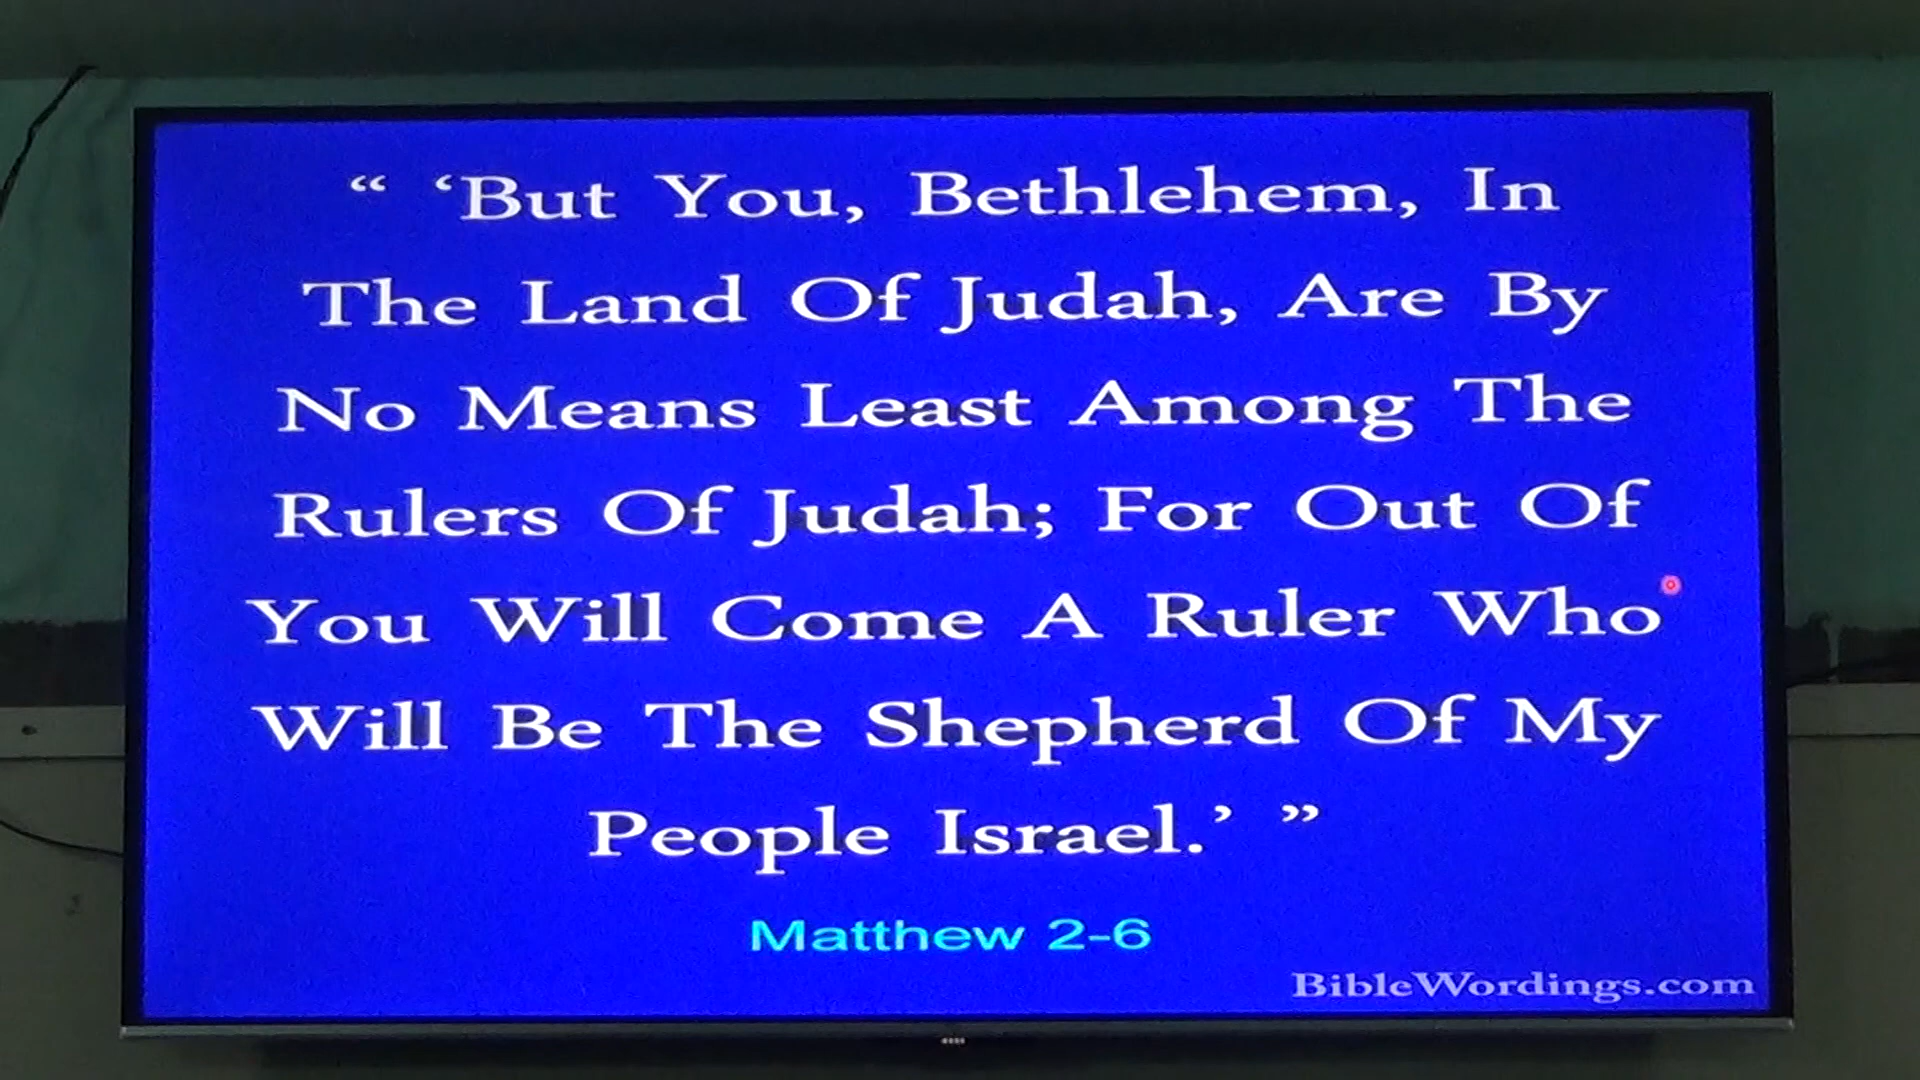 “ ‘But You, Bethlehem, In
The Land Of Judah, Are By
No Means Least Among The
Rulers Of Judah; For Out Of
You Will Come A Ruler Who
Will Be The Shepherd Of My
People Israel.’ ”
Matthew 2-6
BibleWordings.com